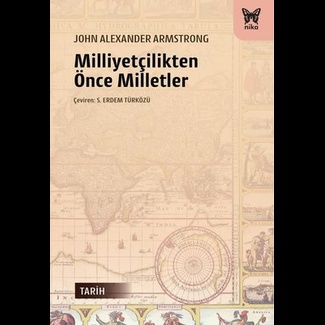 nika
JOHN ALEXANDER ARMSTRONG
Milliyetçilikten
Önce Milletler
Çeviren: S. ERDEM TÜRKÖZÜ
TARİH